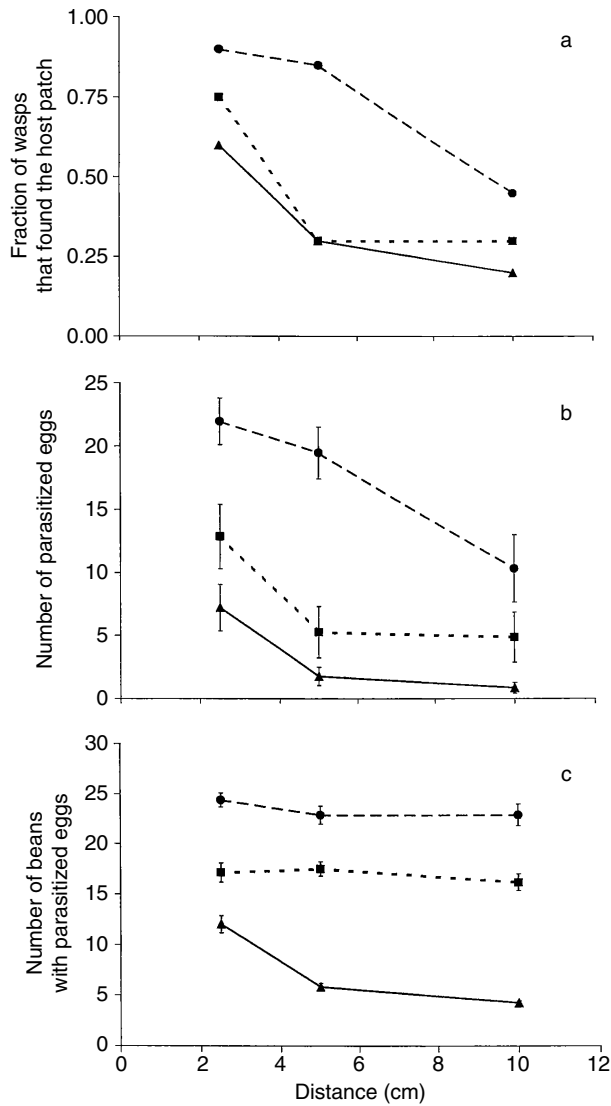 1.00
a
0.75
0.50
0.25
0.00
Fraction of wasps
that found the host patch
25
b
20
15
10
5
0
Number of parasitized eggs
30
c
25
20
15
10
5
0
Number of beans
with parasitized eggs
0 2 4 6 8 10 12
Distance (cm)